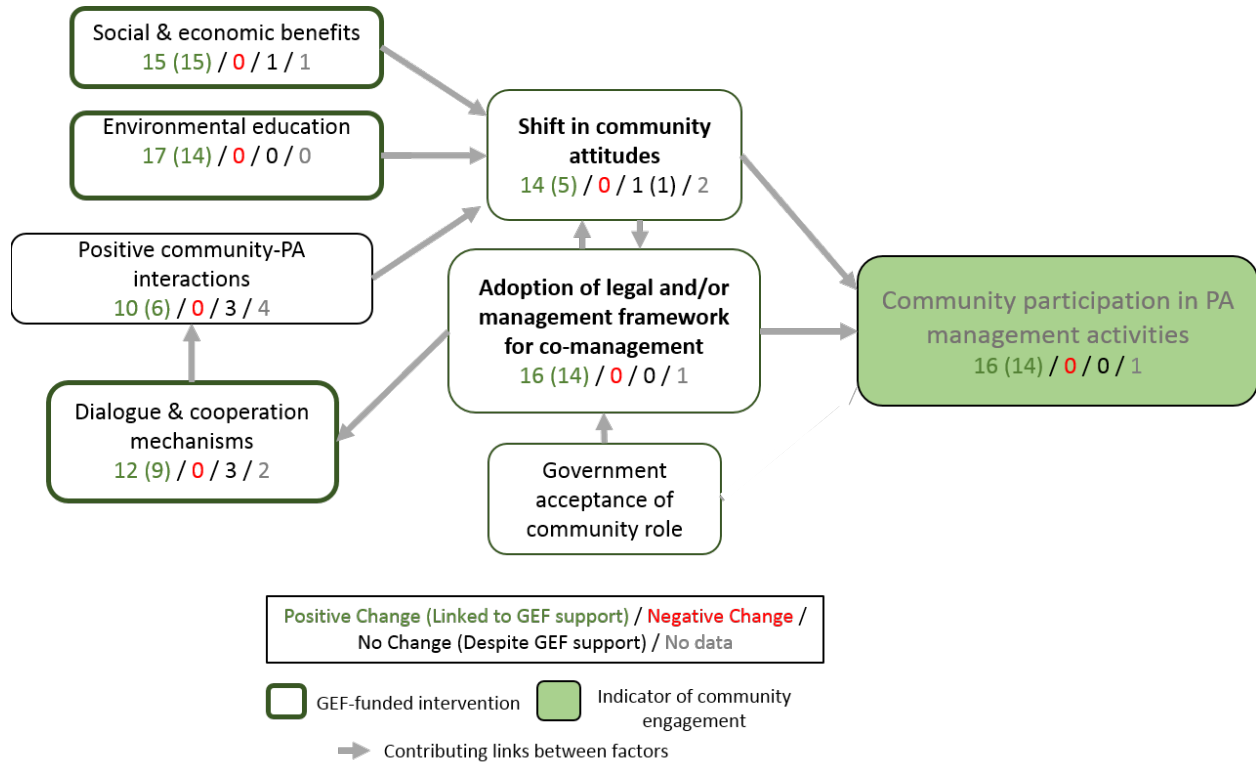 Social & economic benefits
15 (15) / 0 / 1 / 1
Environmental education
17 (14) / 0 / 0 / 0
Positive community-PA
interactions
10 (6) / 0 / 3 / 4
Dialogue & cooperation
mechanisms
12 (9) / 0 / 3 / 2
Shift in community
attitudes
14 (5) / 0 / 1 (1) / 2
Adoption of legal and/or
management framework
for co-management
16 (14) / 0 / 0 / 1
Government
acceptance of
community role
Community participation in PA
management activities
16 (14) / 0 / 0 / 1
Positive Change (Linked to GEF support) / Negative Change /
No Change (Despite GEF support) / No data
GEF-funded intervention
Indicator of community
engagement
Contributing links between factors